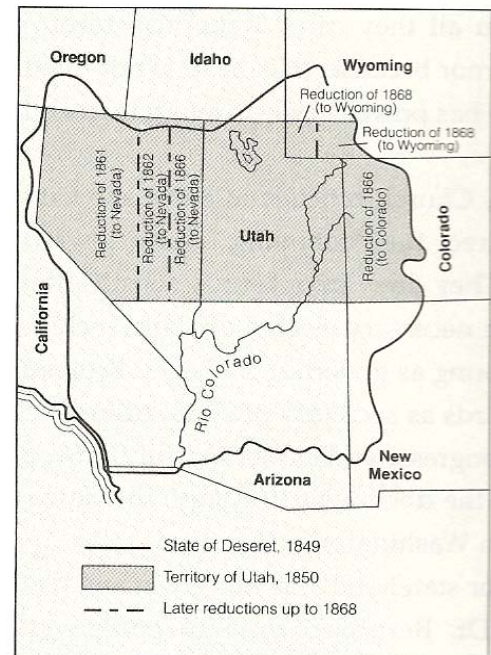 Oregon
Idaho
Wyoming
Reduction of 1868
(to Wyoming)
Reduction of 1868
(to Wyoming)
Reduction of 1861
(to Nevada)
Reduction of 1862
(to Nevada)
Reduction of 1866
(to Nevada)
Utah
Reduction of 1866
(to Colorado)
Colorado
California
Rio Colorado
Arizona
New
Mexico
State of Deseret, 1849
Territory of Utah, 1850
Later reductions up to 1868